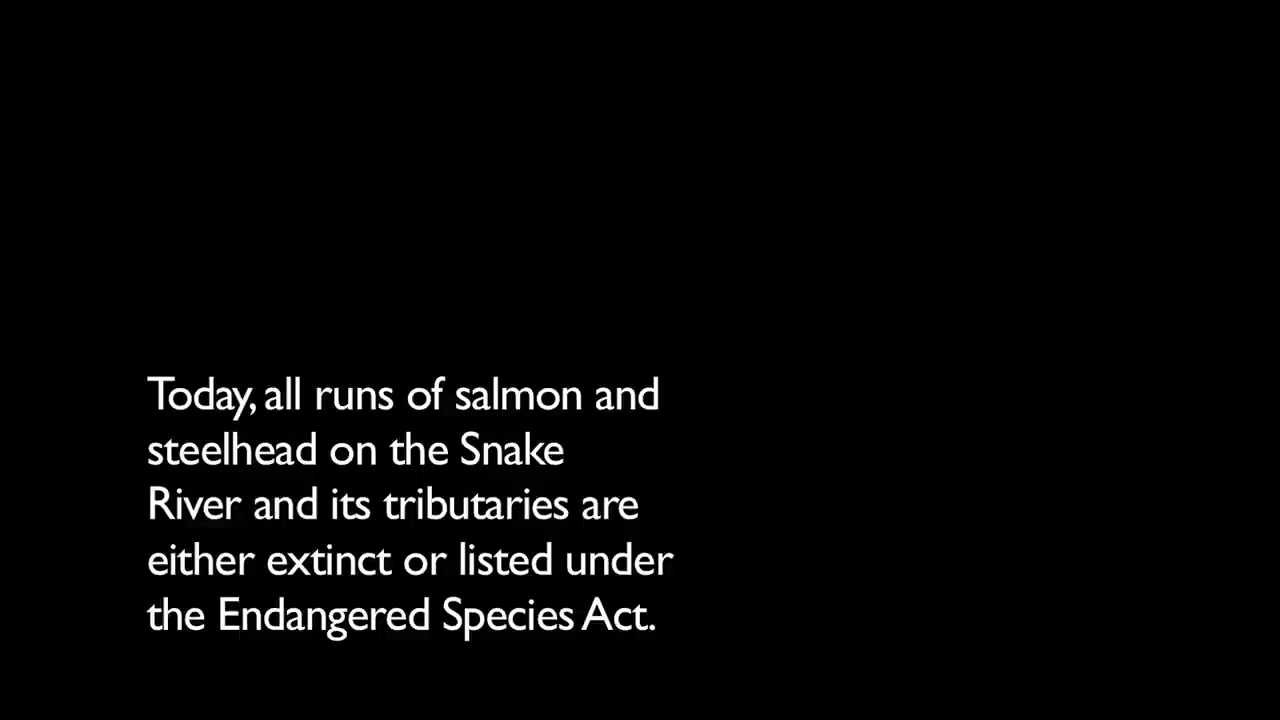 Today, all runs of salmon and
steelhead on the Snake
River and its tributaries are
either extinct or listed under
the Endangered Species Act.